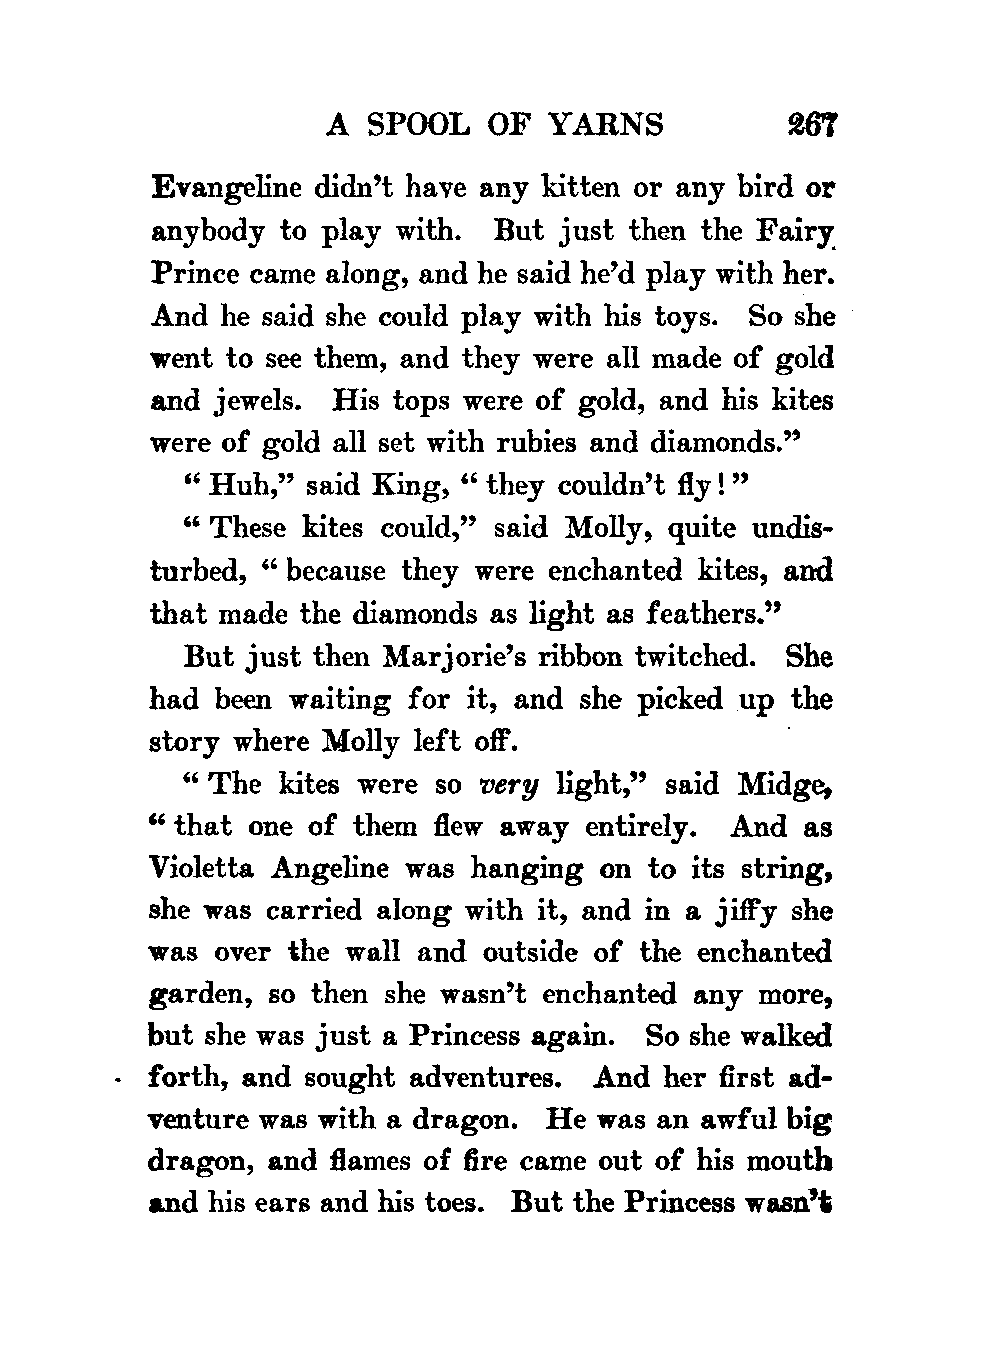 A SPOOL OF YARNS 267
Evangeline didn't have any kitten or any bird or
anybody to play with. But just then the Fairy
Prince came along, and he said he'd play with her.
And he said she could play with his toys. So she
went to see them, and they were all made of gold
and jewels. His tops were of gold, and his kites
were of gold all set with rubies and diamonds."
"Huh," said King, "they couldn't fly!"
"These kites could," said Molly, quite undis-
turbed, "because they were enchanted kites, and
that made the diamonds as light as feathers."
But just then Marjorie's ribbon twitched. She
had been waiting for it, and she picked up the
story where Molly left off.
"The kites were so very light," said Midge,
"that one of them flew away entirely. And as
Violetta Angeline was hanging on to its string,
she was carried along with it, and in a jiffy she
was over the wall and outside of the enchanted
garden, so then she wasn't enchanted any more,
but she was just a Princess again. So she walked
forth, and sought adventures. And her first ad-
venture was with a dragon. He was an awful big
dragon, and flames of fire came out of his mouth
and his ears and his toes. But the Princess wasn't